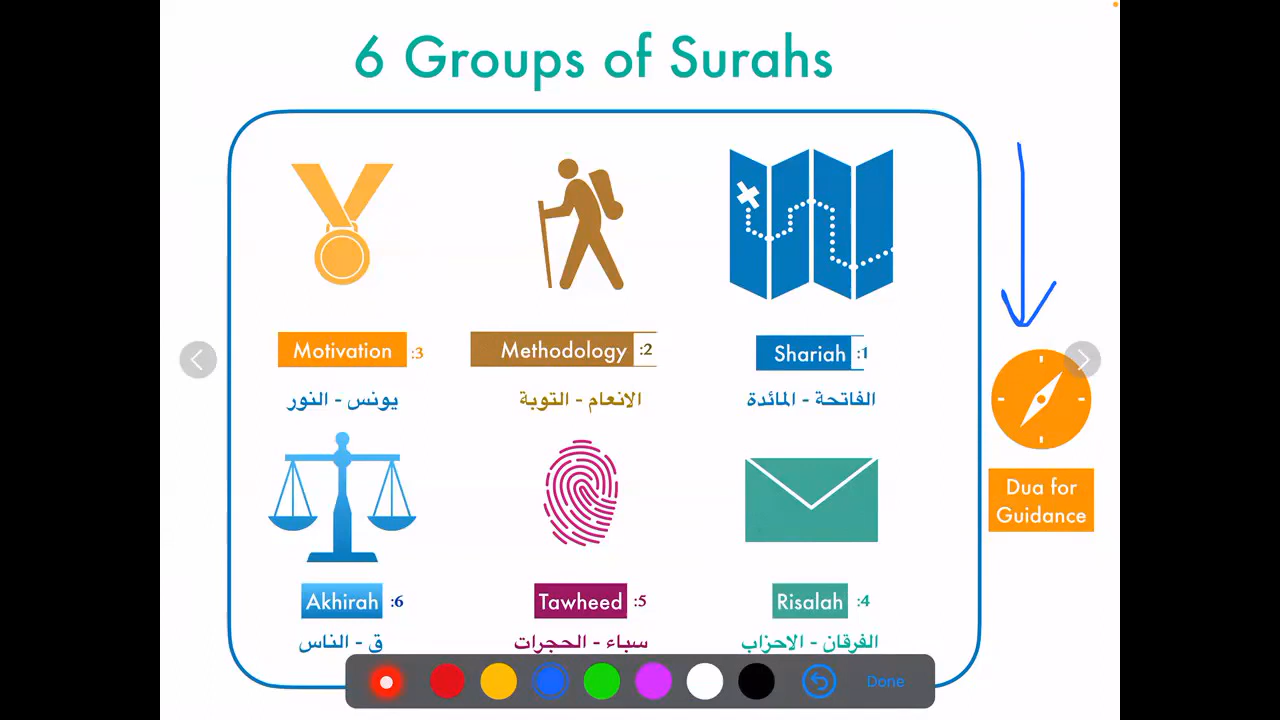 6 Groups of Surahs
Shariah :1
الفاتحة - المائدة
Methodology :2
الانعام - التوبة
Motivation :3
يونس - النور
Risalah :4
الفرقان - الاحزاب
Tawheed :5
سباء - الحجرات
Akhirah :6
ق - الناس
Dua for
Guidance
Done